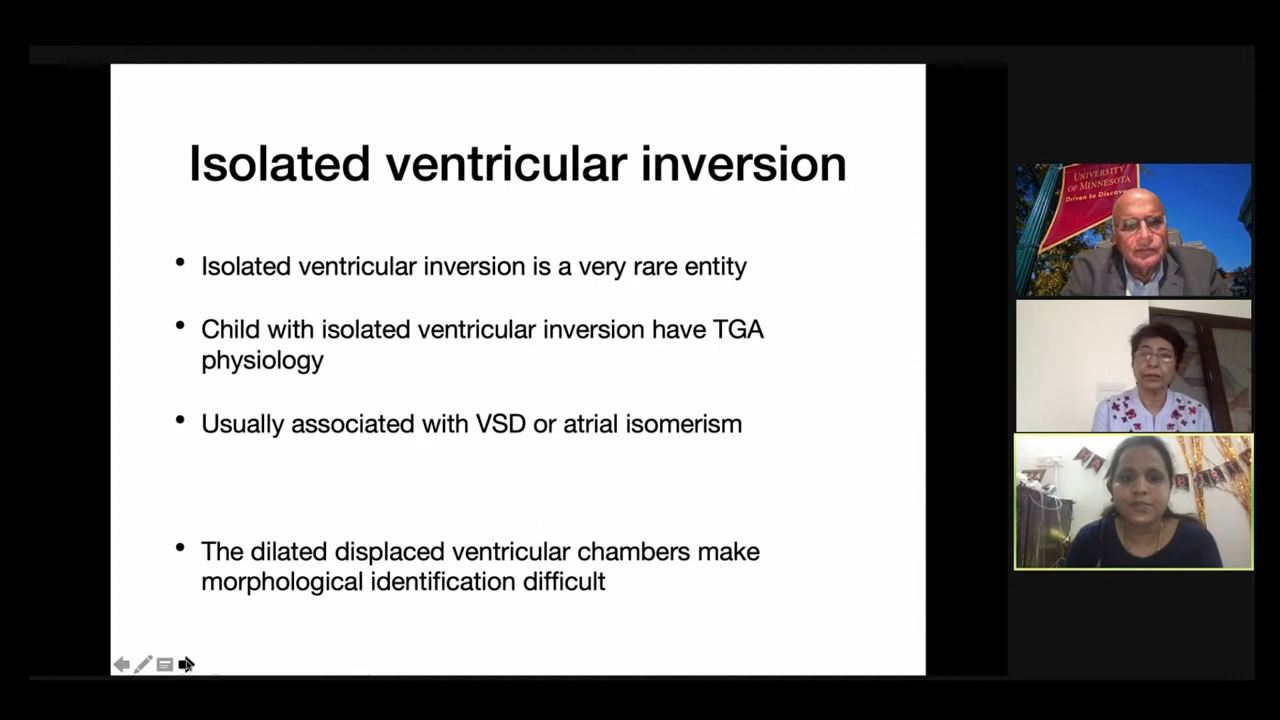 Isolated ventricular inversion
• Isolated ventricular inversion is a very rare entity
• Child with isolated ventricular inversion have TGA
physiology
• Usually associated with VSD or atrial isomerism
• The dilated displaced ventricular chambers make
morphological identification difficult
UNIVERSITY
OF MINNESOTA
Driven to